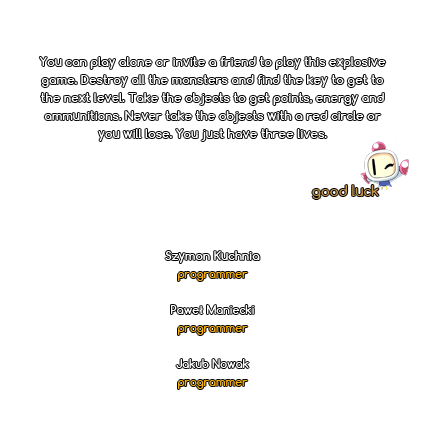 You can play alone or invite a friend to play this explosive
game. Destroy all the monsters and find the key to get to
the next level. Take the objects to get points, energy and
ammunitions. Never take the objects with a red circle or
you will lose. You just have three lives.
good luck
Szymon Kuchnia
programmer
Paweł Maniecki
programmer
Jakub Nowak
programmer